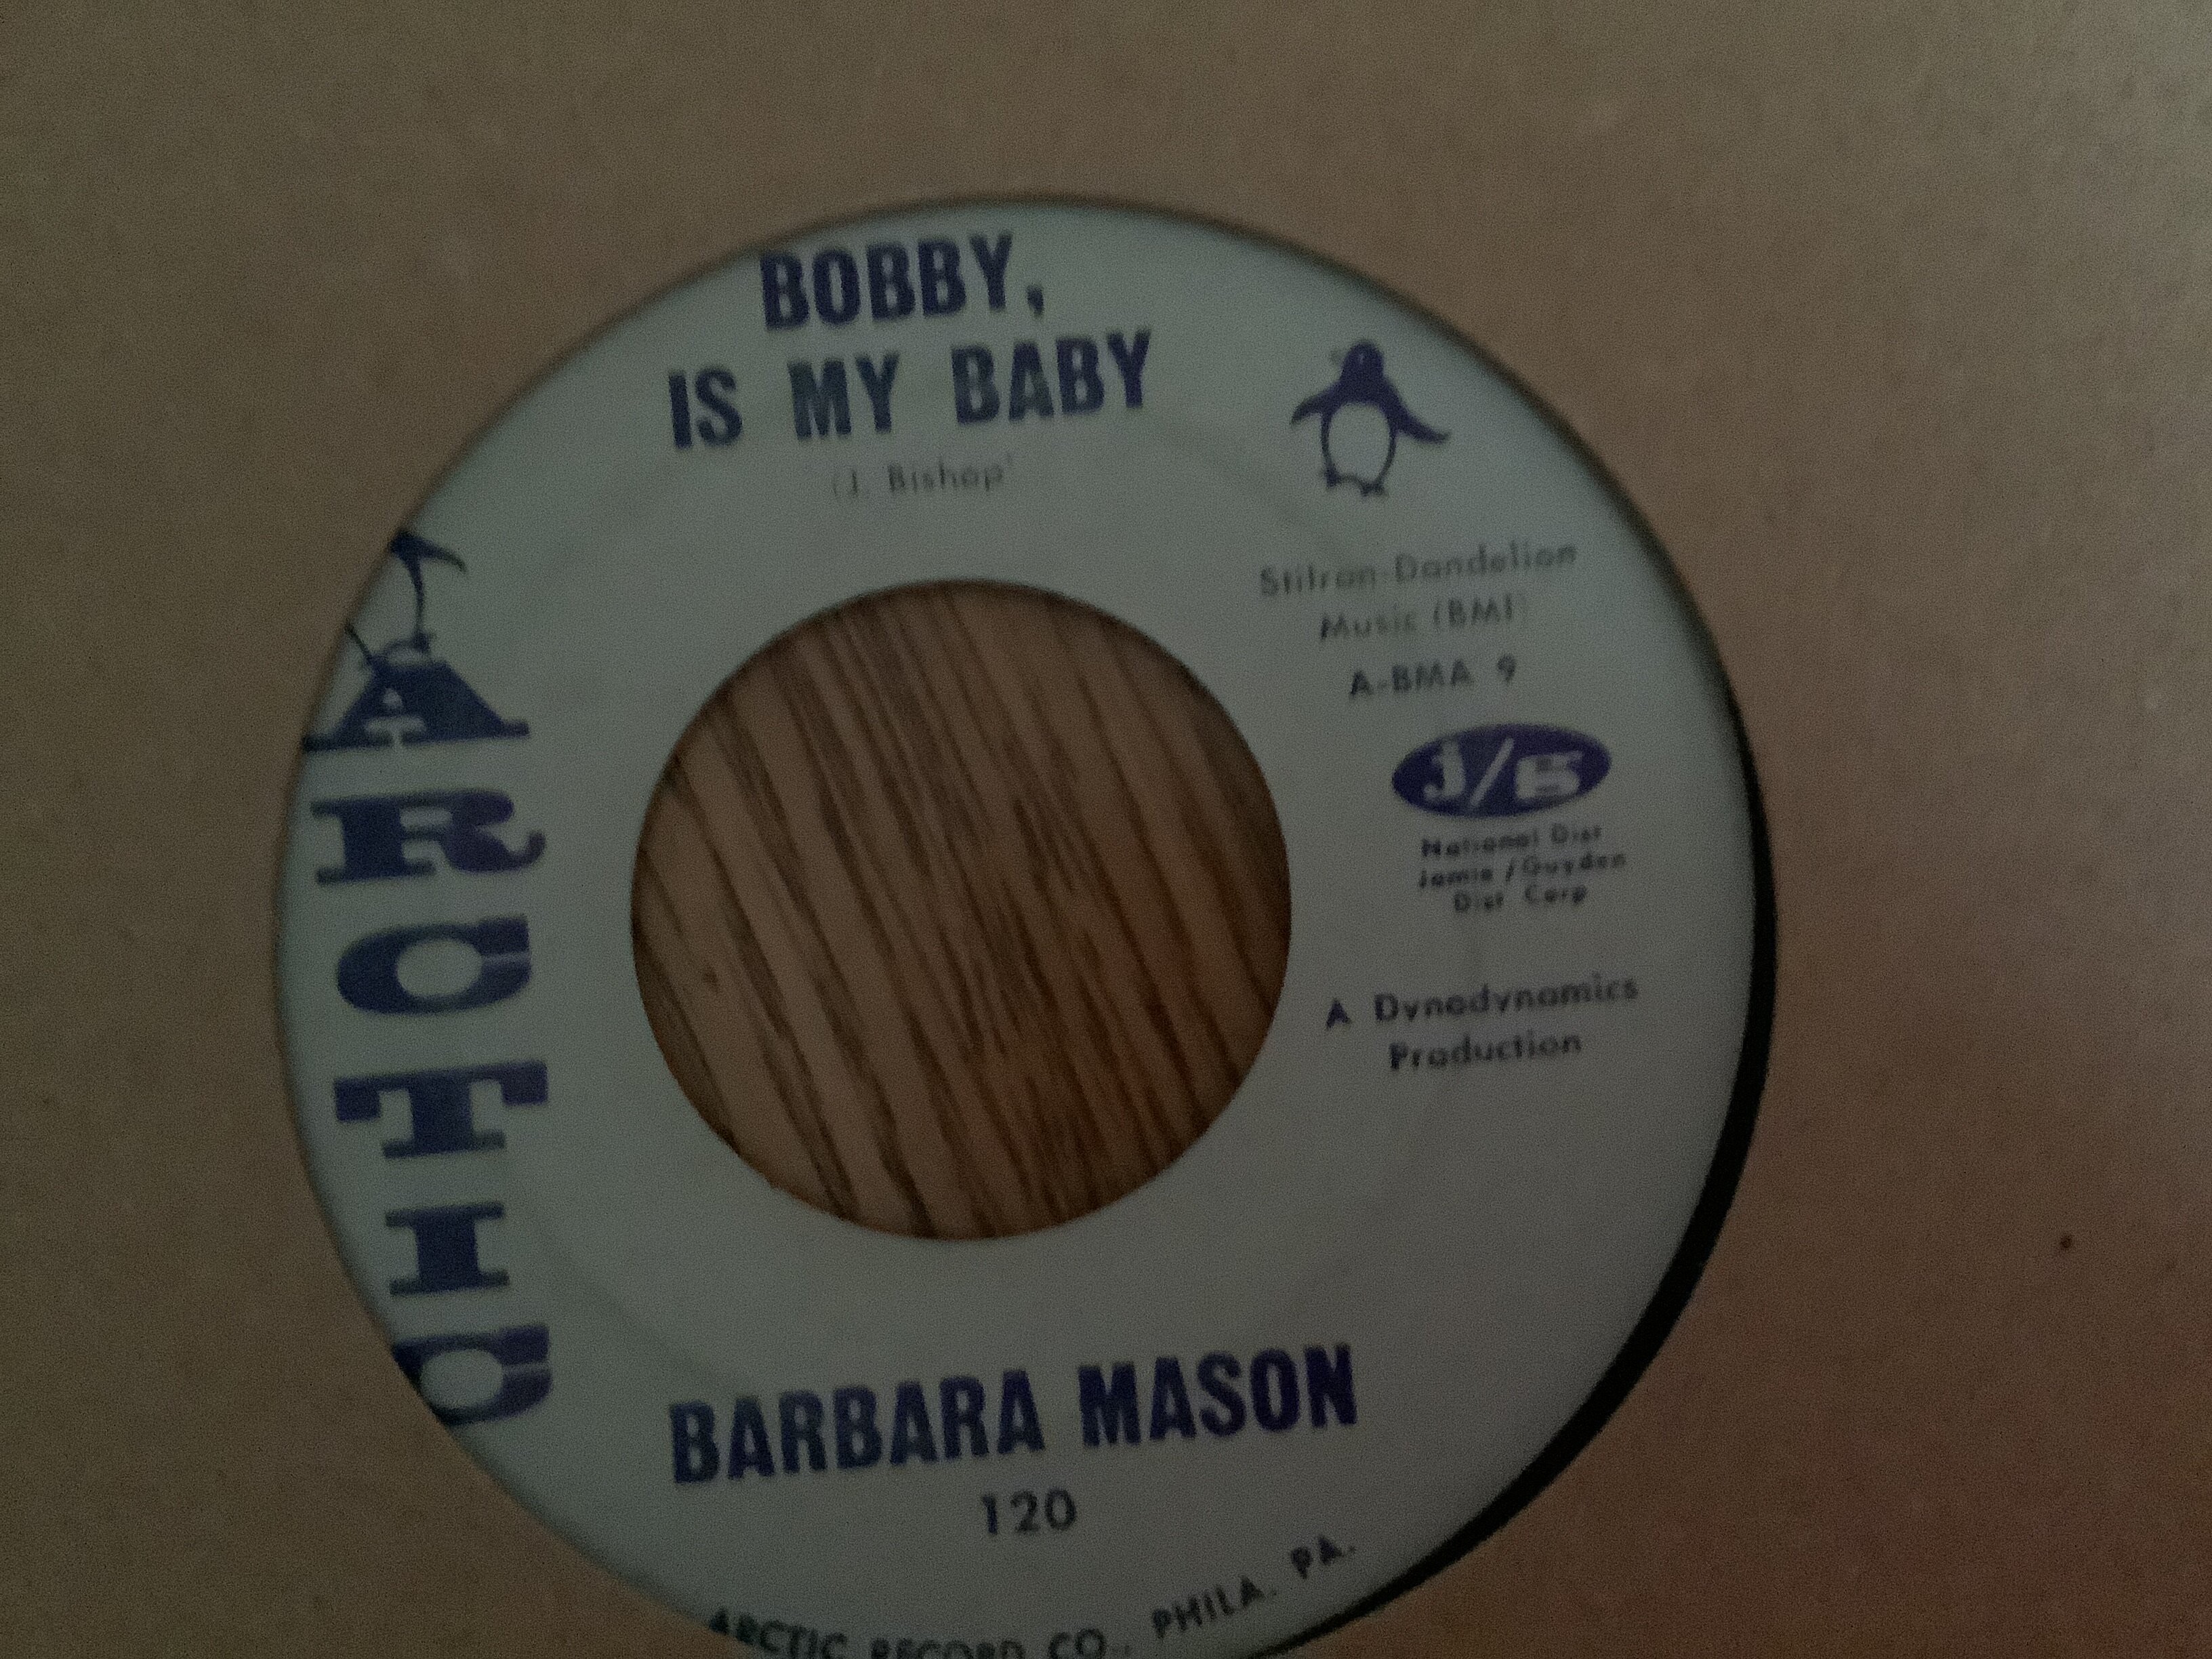 BOBBY,
IS MY BABY
(J. Bishop)
ARCTIC
Stilran-Dandelion
Music (BMI)
A-BMA 9
J/G
National Dist
Jamie/Guyden
Dist Corp
A Dynodynamics
Production
BARBARA MASON
120
ARCTIC RECORD CO., PHILA. PA.